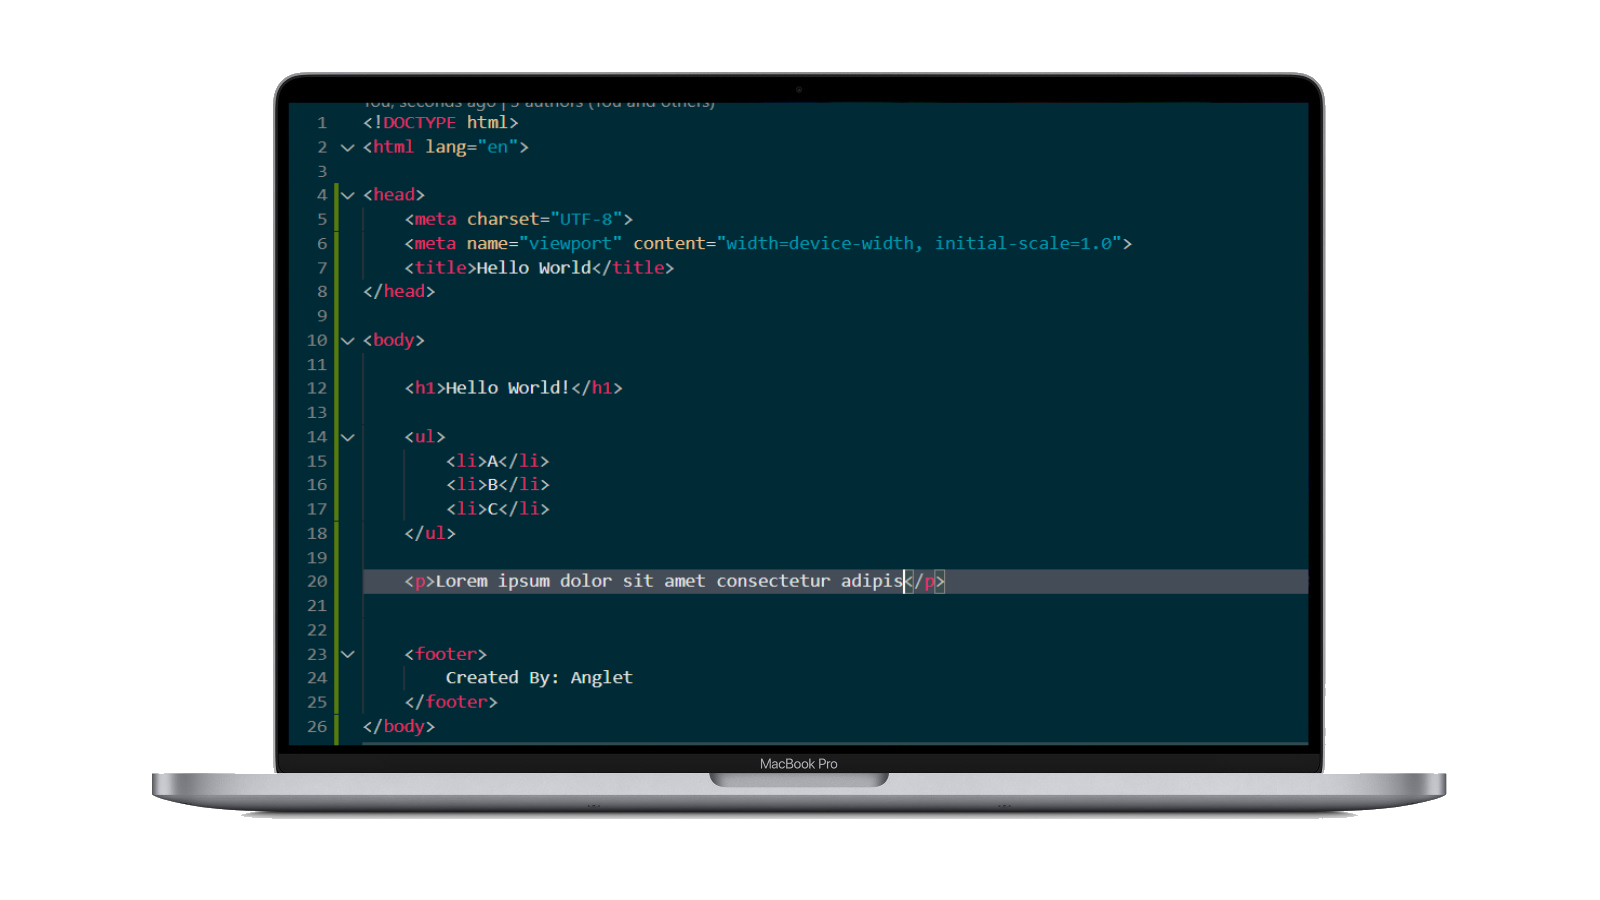 You, seconds ago | 3 authors (You and others)
1 <!DOCTYPE html>
2 <html lang="en">
3
4 <head>
5 <meta charset="UTF-8">
6 <meta name="viewport" content="width=device-width, initial-scale=1.0">
7 <title>Hello World</title>
8 </head>
9
10 <body>
11
12 <h1>Hello World!</h1>
13
14 <ul>
15 <li>A</li>
16 <li>B</li>
17 <li>C</li>
18 </ul>
19
20 <p>Lorem ipsum dolor sit amet consectetur adipis</p>
21
22
23 <footer>
24 Created By: Anglet
25 </footer>
26 </body>
MacBook Pro